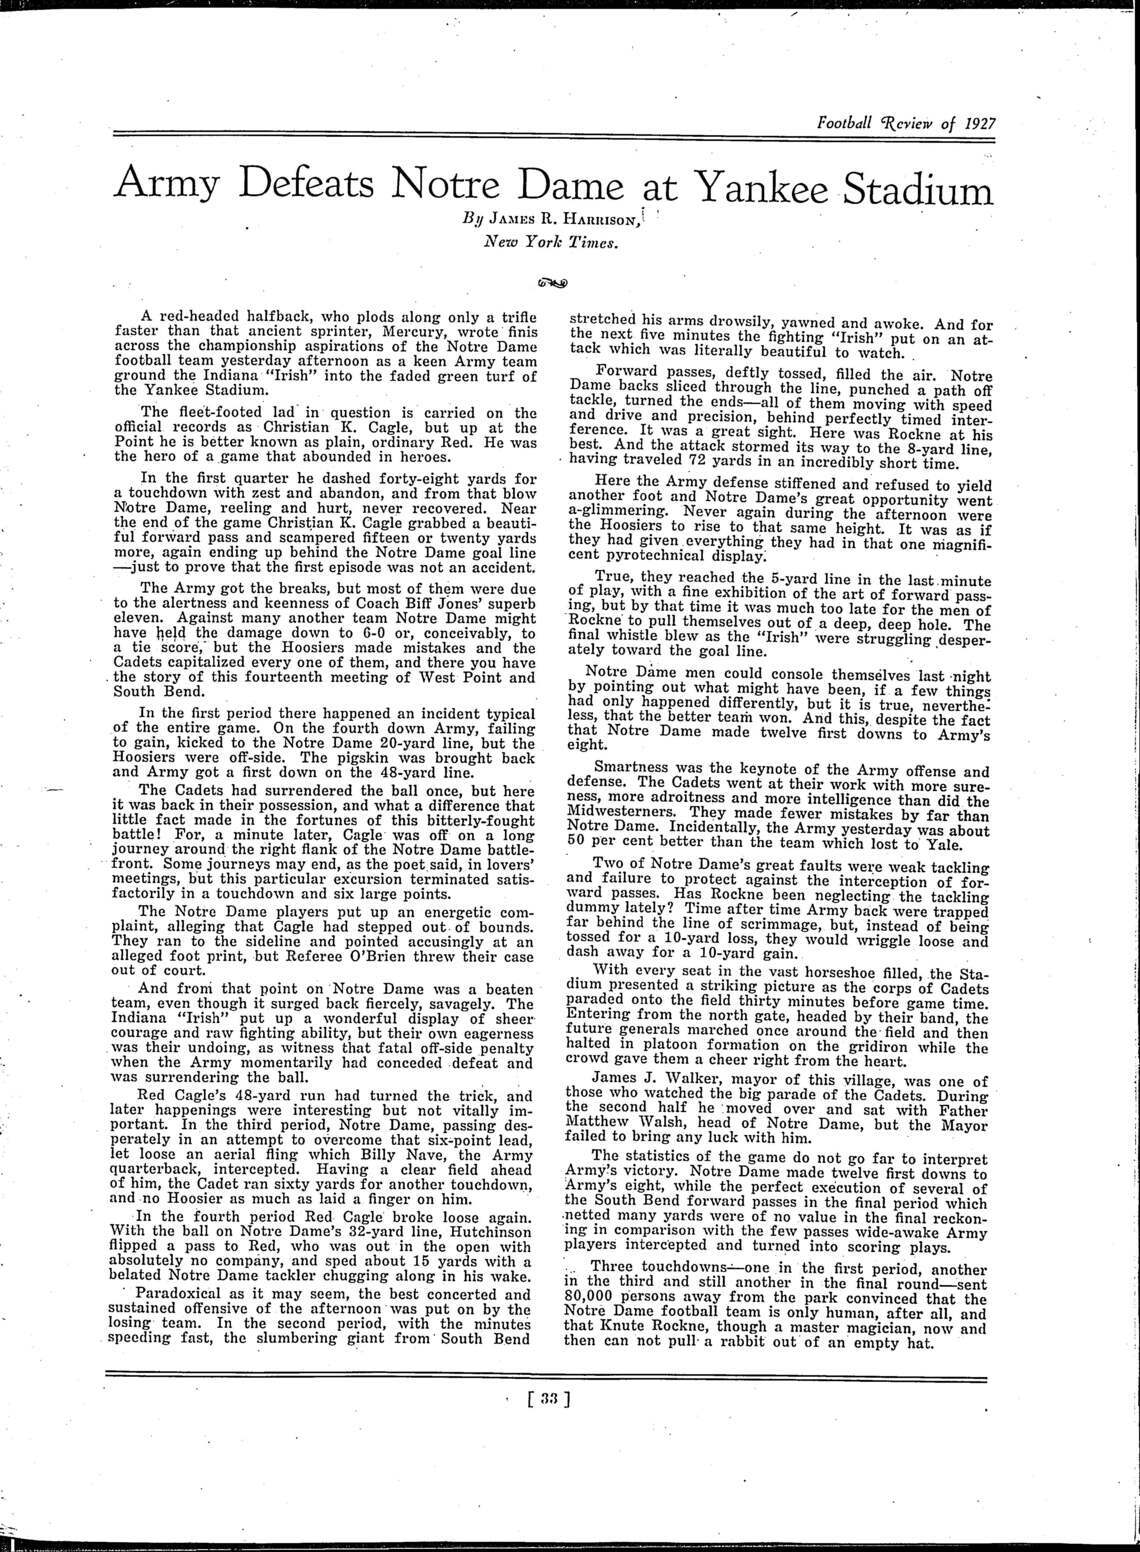 Football Review of 1927
Army Defeats Notre Dame at Yankee Stadium
By JAMES R. HARRISON,
New York Times.
A red-headed halfback, who plods along only a trifle
faster than that ancient sprinter, Mercury, wrote finis
across the championship aspirations of the Notre Dame
football team yesterday afternoon as a keen Army team
ground the Indiana "Irish" into the faded green turf of
the Yankee Stadium.
The fleet-footed lad in question is carried on the
official records as Christian K. Cagle, but up at the
Point he is better known as plain, ordinary Red. He was
the hero of a game that abounded in heroes.
In the first quarter he dashed forty-eight yards for
a touchdown with zest and abandon, and from that blow
Notre Dame, reeling and hurt, never recovered. Near
the end of the game Christian K. Cagle grabbed a beauti-
ful forward pass and scampered fifteen or twenty yards
more, again ending up behind the Notre Dame goal line
—just to prove that the first episode was not an accident.
The Army got the breaks, but most of them were due
to the alertness and keenness of Coach Biff Jones' superb
eleven. Against many another team Notre Dame might
have held the damage down to 6-0 or, conceivably, to
a tie score, but the Hoosiers made mistakes and the
Cadets capitalized every one of them, and there you have
the story of this fourteenth meeting of West Point and
South Bend.
In the first period there happened an incident typical
of the entire game. On the fourth down Army, failing
to gain, kicked to the Notre Dame 20-yard line, but the
Hoosiers were off-side. The pigskin was brought back
and Army got a first down on the 48-yard line.
The Cadets had surrendered the ball once, but here
it was back in their possession, and what a difference that
little fact made in the fortunes of this bitterly-fought
battle! For, a minute later, Cagle was off on a long
journey around the right flank of the Notre Dame battle-
front. Some journeys may end, as the poet said, in lovers'
meetings, but this particular excursion terminated satis-
factorily in a touchdown and six large points.
The Notre Dame players put up an energetic com-
plaint, alleging that Cagle had stepped out of bounds.
They ran to the sideline and pointed accusingly at an
alleged foot print, but Referee O'Brien threw their case
out of court.
And from that point on Notre Dame was a beaten
team, even though it surged back fiercely, savagely. The
Indiana "Irish" put up a wonderful display of sheer
courage and raw fighting ability, but their own eagerness
was their undoing, as witness that fatal off-side penalty
when the Army momentarily had conceded defeat and
was surrendering the ball.
Red Cagle's 48-yard run had turned the trick, and
later happenings were interesting but not vitally im-
portant. In the third period, Notre Dame, passing des-
perately in an attempt to overcome that six-point lead,
let loose an aerial fling which Billy Nave, the Army
quarterback, intercepted. Having a clear field ahead
of him, the Cadet ran sixty yards for another touchdown,
and no Hoosier as much as laid a finger on him.
In the fourth period Red Cagle broke loose again.
With the ball on Notre Dame's 32-yard line, Hutchinson
flipped a pass to Red, who was out in the open with
absolutely no company, and sped about 15 yards with a
belated Notre Dame tackler chugging along in his wake.
Paradoxical as it may seem, the best concerted and
sustained offensive of the afternoon was put on by the
losing team. In the second period, with the minutes
speeding fast, the slumbering giant from South Bend
stretched his arms drowsily, yawned and awoke. And for
the next five minutes the fighting "Irish" put on an at-
tack which was literally beautiful to watch.
Forward passes, deftly tossed, filled the air. Notre
Dame backs sliced through the line, punched a path off
tackle, turned the ends—all of them moving with speed
and drive and precision, behind perfectly timed inter-
ference. It was a great sight. Here was Rockne at his
best. And the attack stormed its way to the 8-yard line,
having traveled 72 yards in an incredibly short time.
Here the Army defense stiffened and refused to yield
another foot and Notre Dame's great opportunity went
a-glimmering. Never again during the afternoon were
the Hoosiers to rise to that same height. It was as if
they had given everything they had in that one magnifi-
cent pyrotechnical display.
True, they reached the 5-yard line in the last minute
of play, with a fine exhibition of the art of forward pass-
ing, but by that time it was much too late for the men of
Rockne to pull themselves out of a deep, deep hole. The
final whistle blew as the "Irish" were struggling desper-
ately toward the goal line.
Notre Dame men could console themselves last night
by pointing out what might have been, if a few things
had only happened differently, but it is true, neverthe-
less, that the better team won. And this, despite the fact
that Notre Dame made twelve first downs to Army's
eight.
Smartness was the keynote of the Army offense and
defense. The Cadets went at their work with more sure-
ness, more adroitness and more intelligence than did the
Midwesterners. They made fewer mistakes by far than
Notre Dame. Incidentally, the Army yesterday was about
50 per cent better than the team which lost to Yale.
Two of Notre Dame's great faults were weak tackling
and failure to protect against the interception of for-
ward passes. Has Rockne been neglecting the tackling
dummy lately? Time after time Army back were trapped
far behind the line of scrimmage, but, instead of being
tossed for a 10-yard loss, they would wriggle loose and
dash away for a 10-yard gain.
With every seat in the vast horseshoe filled, the Sta-
dium presented a striking picture as the corps of Cadets
paraded onto the field thirty minutes before game time.
Entering from the north gate, headed by their band, the
future generals marched once around the field and then
halted in platoon formation on the gridiron while the
crowd gave them a cheer right from the heart.
James J. Walker, mayor of this village, was one of
those who watched the big parade of the Cadets. During
the second half he moved over and sat with Father
Matthew Walsh, head of Notre Dame, but the Mayor
failed to bring any luck with him.
The statistics of the game do not go far to interpret
Army's victory. Notre Dame made twelve first downs to
Army's eight, while the perfect execution of several of
the South Bend forward passes in the final period which
netted many yards were of no value in the final reckon-
ing in comparison with the few passes wide-awake Army
players intercepted and turned into scoring plays.
Three touchdowns—one in the first period, another
in the third and still another in the final round—sent
80,000 persons away from the park convinced that the
Notre Dame football team is only human, after all, and
that Knute Rockne, though a master magician, now and
then can not pull a rabbit out of an empty hat.
[ 33 ]